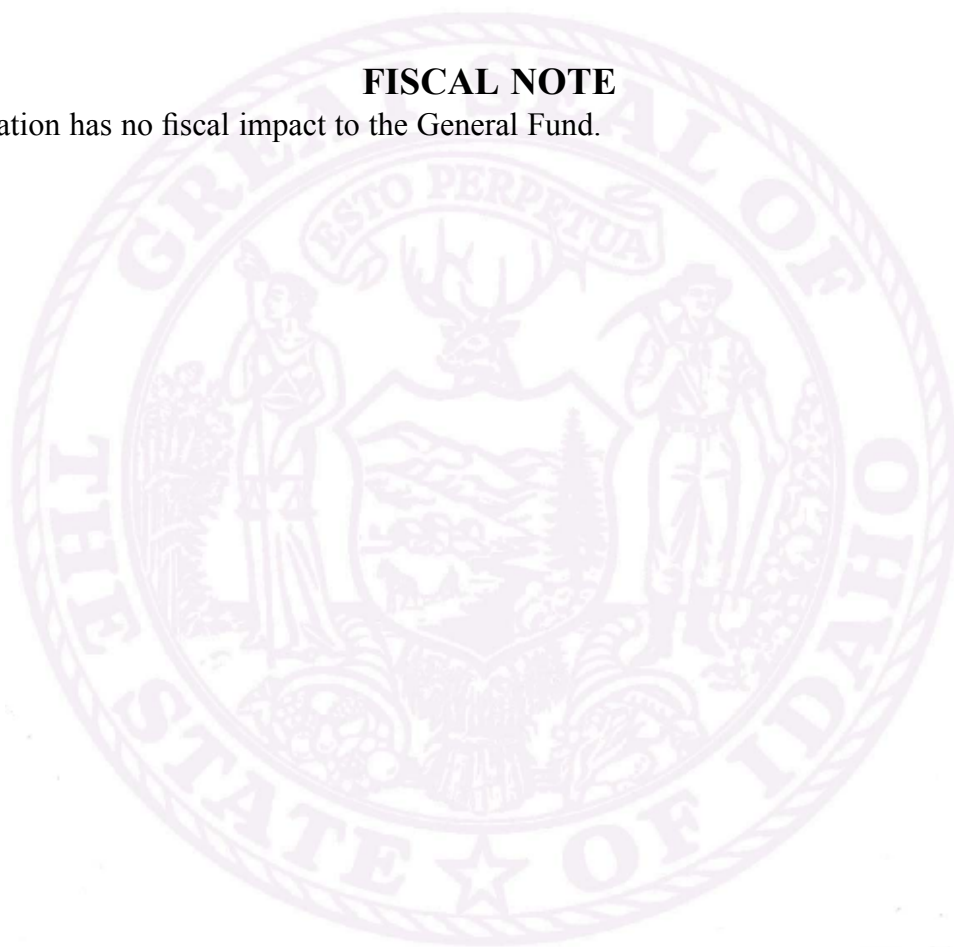 FISCAL NOTE
ation has no fiscal impact to the General Fund.
GREAT SEAL OF
ESTO PERPETUA
THE STATE OF IDAHO